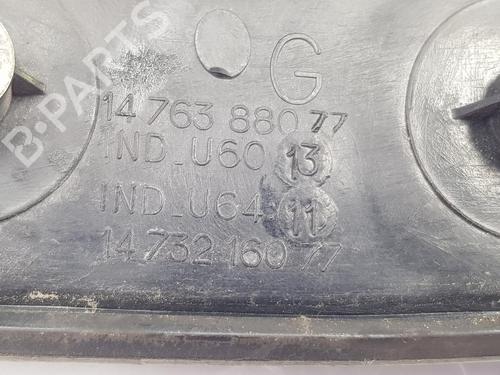 B-PARTS
G
14 763 880 77
IND_U60 13
IND_U64 11
14 732 160 77